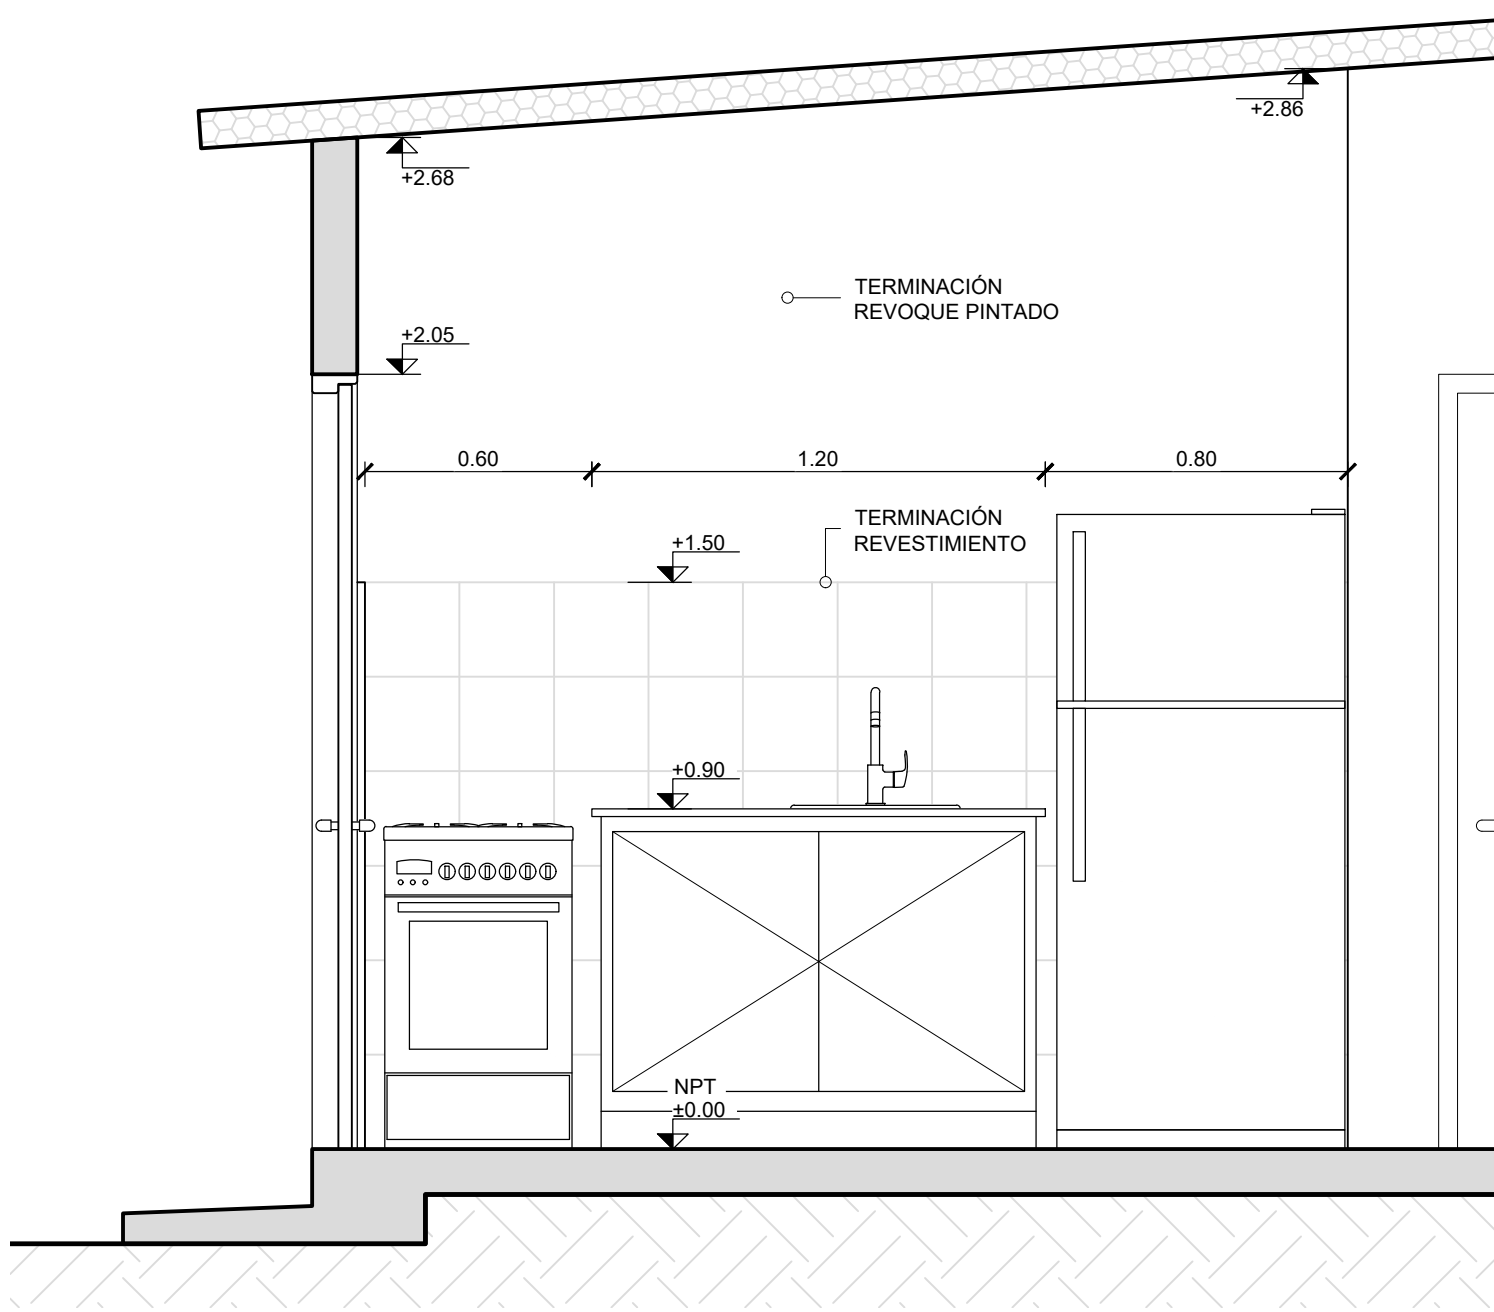 +2.86
+2.68
TERMINACIÓN
REVOQUE PINTADO
+2.05
0.60
1.20
0.80
TERMINACIÓN
REVESTIMIENTO
+1.50
+0.90
NPT
±0.00